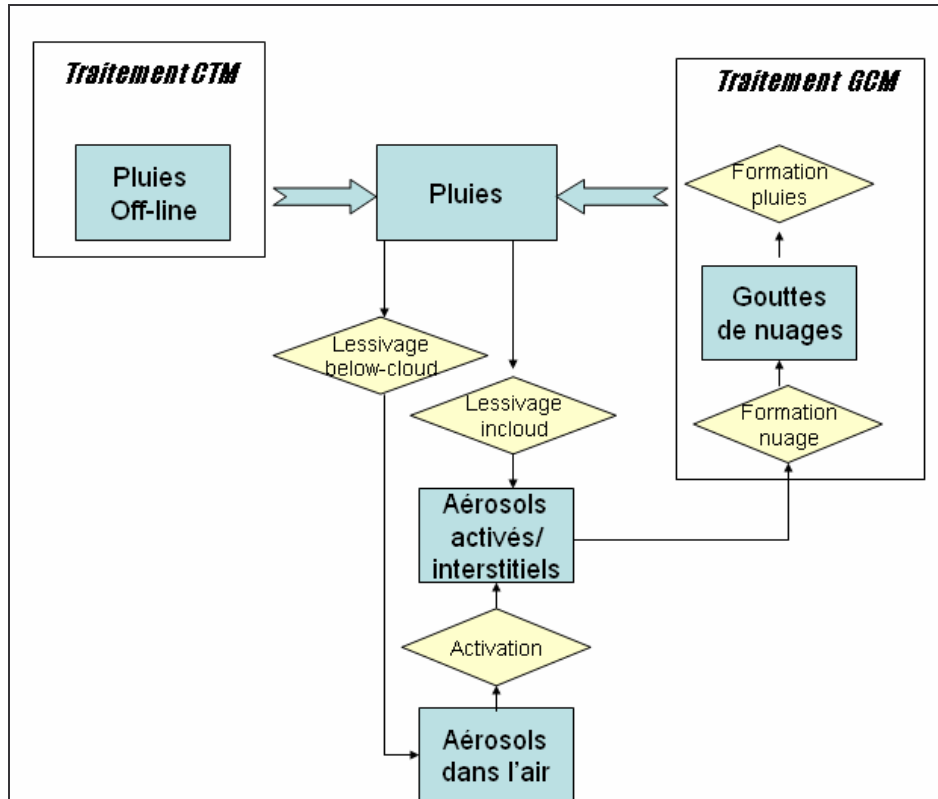 Traitement CTM
Pluies
Off-line
Pluies
Traitement GCM
Formation
pluies
Gouttes
de nuages
Formation
nuage
Lessivage
below-cloud
Lessivage
incloud
Aérosols
activés/
interstitiels
Activation
Aérosols
dans l'air